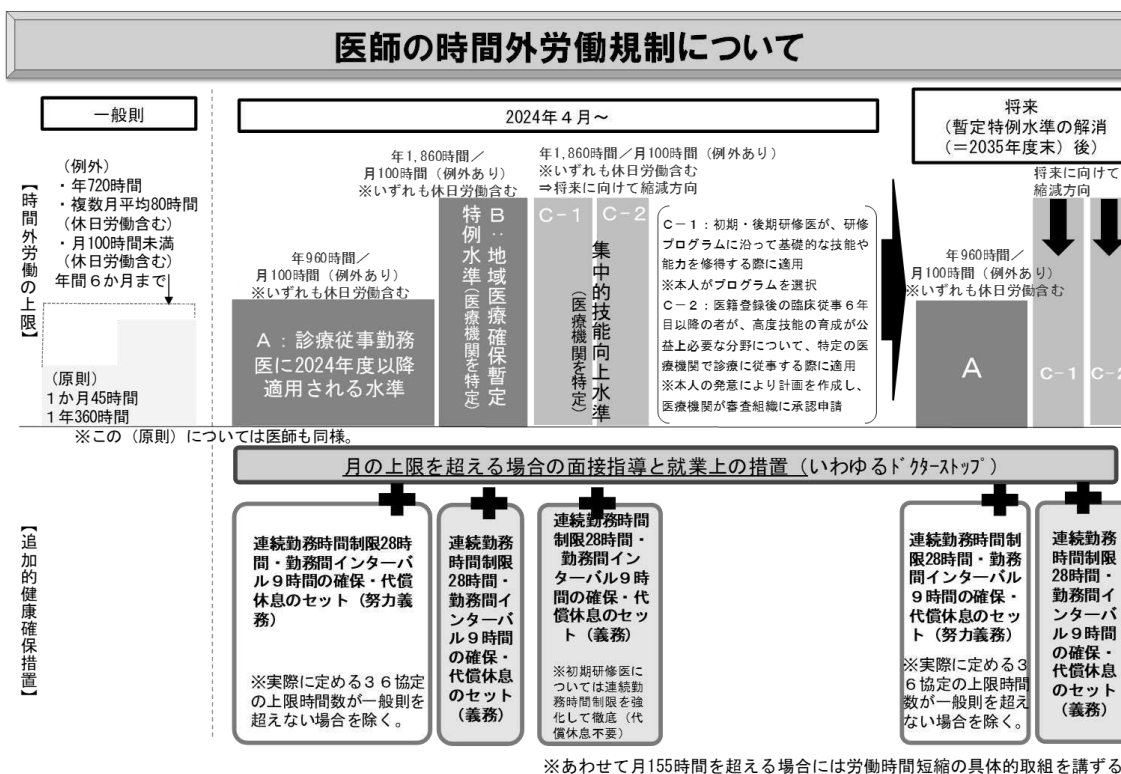 医師の時間外労働規制について
一般則
2024年４月～
将来
（暫定特例水準の解消
（＝2035年度末）後）
【時間外労働の上限】
（例外）
・年720時間
・複数月平均80時間
（休日労働含む）
・月100時間未満
（休日労働含む）
年間６か月まで
（原則）
１か月45時間
１年360時間
※この（原則）については医師も同様。
年960時間／
月100時間（例外あり）
※いずれも休日労働含む
Ａ：診療従事勤務
医に2024年度以降
適用される水準
年1,860時間／
月100時間（例外あり）
※いずれも休日労働含む
Ｂ：地域医療確保暫定
特例水準（医療機関を特定）
年1,860時間／月100時間（例外あり）
※いずれも休日労働含む
⇒将来に向けて縮減方向
Ｃ－１
Ｃ－２
集中的技能向上水準
（医療機関を特定）
Ｃ－１：初期・後期研修医が、研修
プログラムに沿って基礎的な技能や
能力を修得する際に適用
※本人がプログラムを選択
Ｃ－２：医籍登録後の臨床従事６年
目以降の者が、高度技能の育成が公
益上必要な分野について、特定の医
療機関で診療に従事する際に適用
※本人の発意により計画を作成し、
医療機関が審査組織に承認申請
年960時間／
月100時間（例外あり）
※いずれも休日労働含む
Ａ
将来に向けて
縮減方向
Ｃ－１
Ｃ－２
月の上限を超える場合の面接指導と就業上の措置（いわゆるﾄﾞｸﾀｰｽﾄｯﾌﾟ）
【追加的健康確保措置】
連続勤務時間制限28時
間・勤務間インターバ
ル９時間の確保・代償
休息のセット（努力義
務）
※実際に定める３６協定
の上限時間数が一般則を
超えない場合を除く。
連続勤務
時間制限
28時間・
勤務間イ
ンターバ
ル９時間
の確保・
代償休息
のセット
（義務）
連続勤務時間
制限28時間・
勤務間イン
ターバル９時
間の確保・代
償休息のセッ
ト（義務）
※初期研修医に
ついては連続勤
務時間制限を強
化して徹底（代
償休息不要）
連続勤務時間制
限28時間・勤務
間インターバル
９時間の確保・
代償休息のセッ
ト（努力義務）
※実際に定める３
６協定の上限時間
数が一般則を超え
ない場合を除く。
連続勤務
時間制限
28時間・
勤務間イ
ンターバ
ル９時間
の確保・
代償休息
のセット
（義務）
※あわせて月155時間を超える場合には労働時間短縮の具体的取組を講ずる